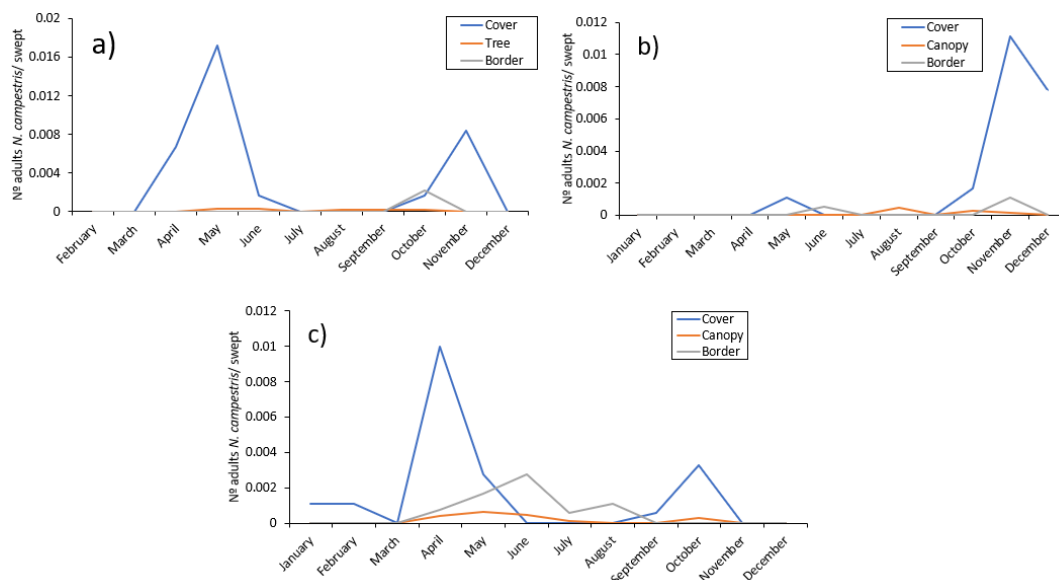 a)
Nº adults N. campestris/ swept
0.02
0.016
0.012
0.008
0.004
0
February
March
April
May
June
July
August
September
October
November
December
Cover
Tree
Border
b)
Nº adults N. campestris/ swept
0.012
0.01
0.008
0.006
0.004
0.002
0
January
February
March
April
May
June
July
August
September
October
November
December
Cover
Canopy
Border
c)
Nº adults N. campestris/ swept
0.012
0.01
0.008
0.006
0.004
0.002
0
January
February
March
April
May
June
July
August
September
October
November
December
Cover
Canopy
Border